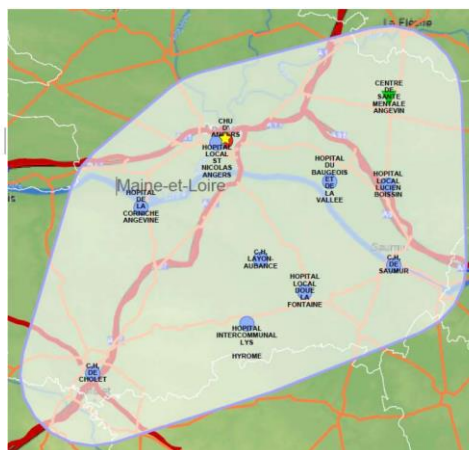 La Flèche
CENTRE
DE
SANTE
MENTALE
ANGEVIN
CHU
D'
ANGERS
HOPITAL
LOCAL
ST
NICOLAS
ANGERS
HOPITAL
DU
BAUGEOIS
ET
DE
LA
VALLEE
HOPITAL
LOCAL
LUCIEN
BOISSIN
Maine-et-Loire
HOPITAL
DE
LA
CORNICHE
ANGEVINE
Saumur
C.H.
LAYON-
AUBANCE
C.H.
DE
SAUMUR
HOPITAL
LOCAL
DOUE
LA
FONTAINE
HOPITAL
INTERCOMMUNAL
LYS
HYROME
C.H.
DE
CHOLET